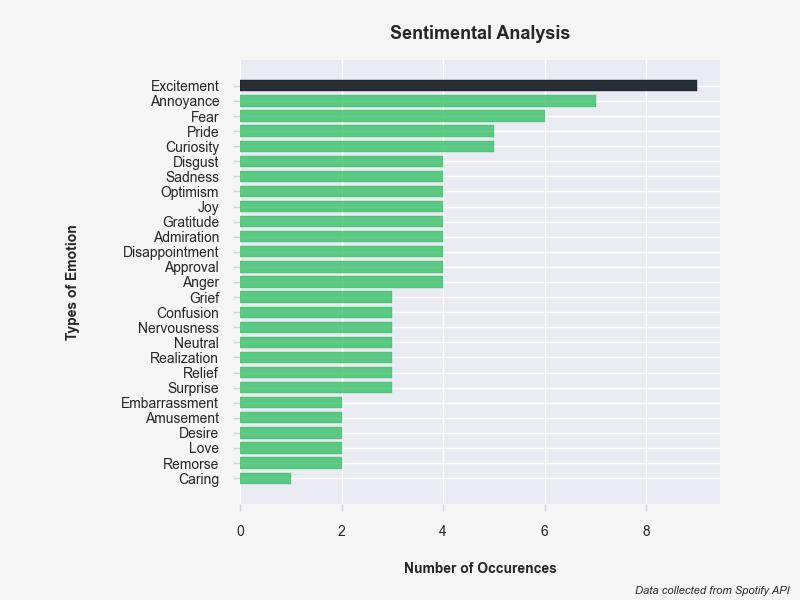 Sentimental Analysis
Types of Emotion
Excitement
Annoyance
Fear
Pride
Curiosity
Disgust
Sadness
Optimism
Joy
Gratitude
Admiration
Disappointment
Approval
Anger
Grief
Confusion
Nervousness
Neutral
Realization
Relief
Surprise
Embarrassment
Amusement
Desire
Love
Remorse
Caring
0 2 4 6 8
Number of Occurences
Data collected from Spotify API